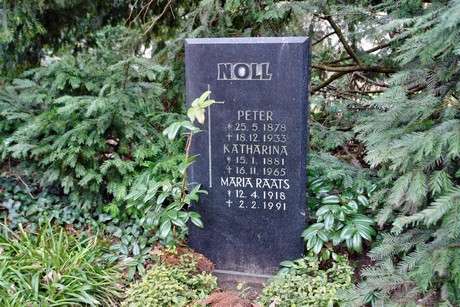 NOLL
PETER
✢ 25.5.1878
✝ 18.12.1933
KATHARINA
✢ 15.1.1881
✝ 16.11.1965
MARIA RAATS
✢ 12.4.1918
✝ 2.2.1991